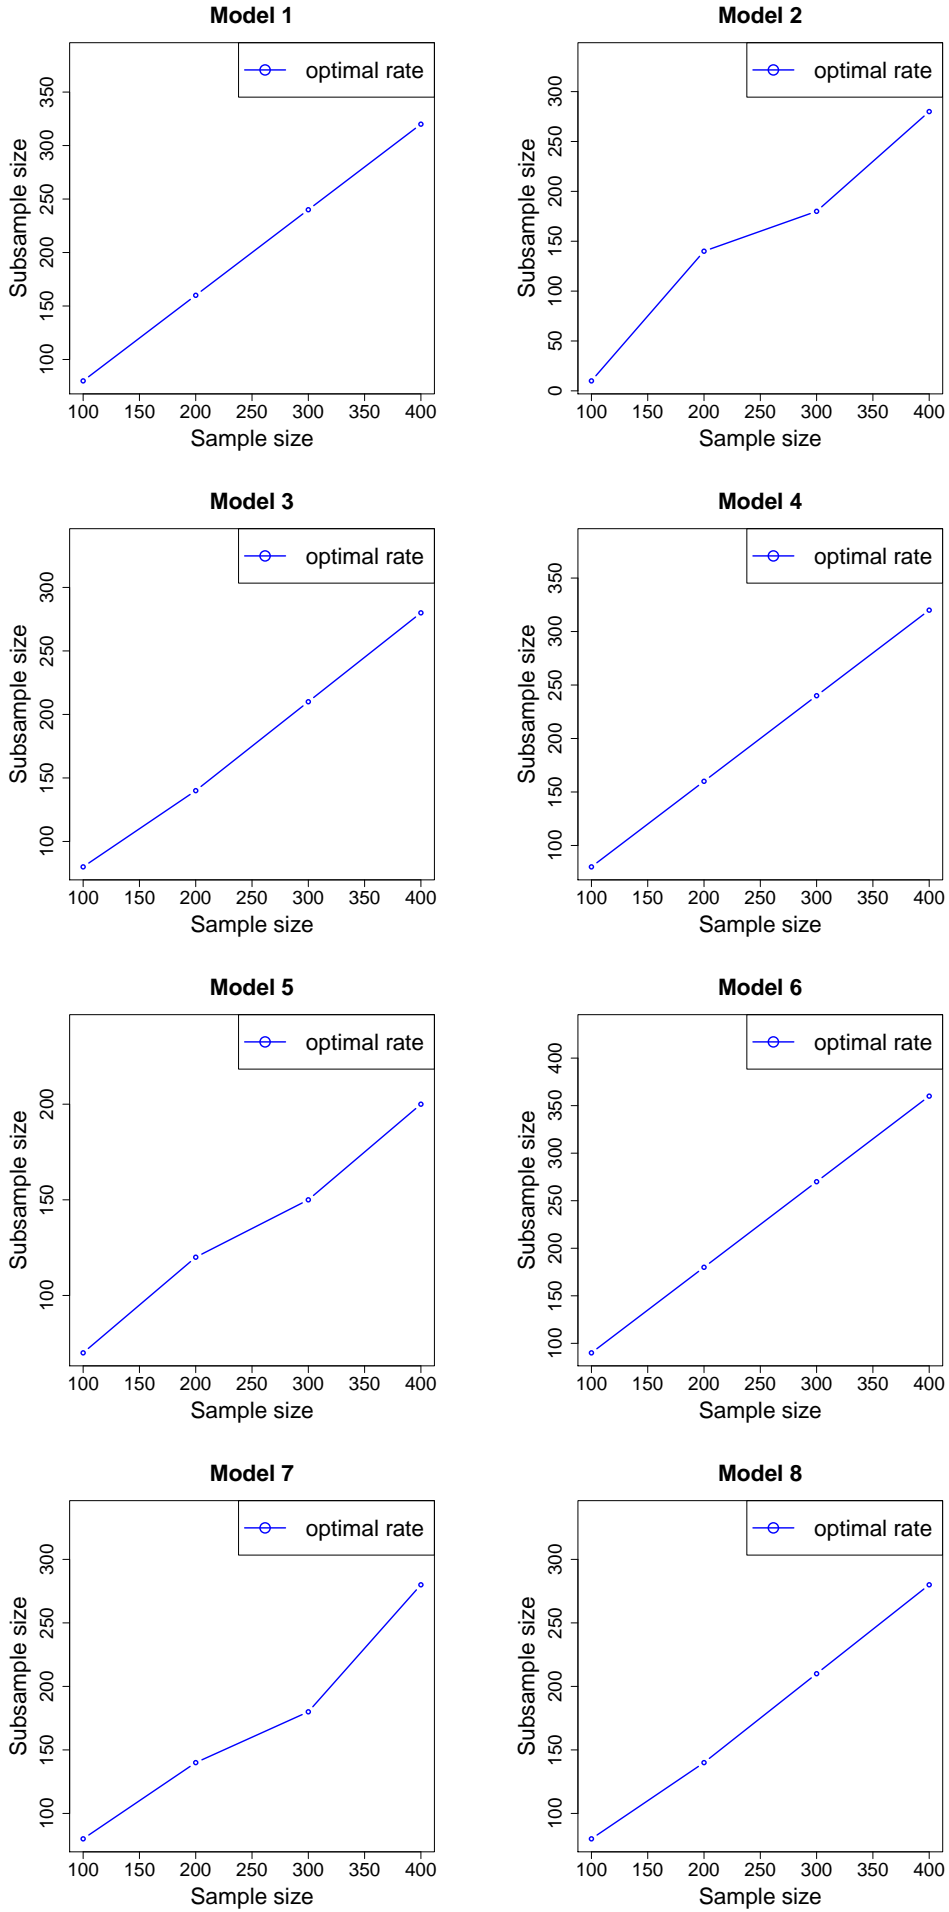 Model 1
optimal rate
Subsample size
100 150 200 250 300 350
100 150 200 250 300 350 400
Sample size
Model 2
optimal rate
Subsample size
0 50 100 150 200 250 300
100 150 200 250 300 350 400
Sample size
Model 3
optimal rate
Subsample size
100 150 200 250 300
100 150 200 250 300 350 400
Sample size
Model 4
optimal rate
Subsample size
100 150 200 250 300 350
100 150 200 250 300 350 400
Sample size
Model 5
optimal rate
Subsample size
100 150 200
100 150 200 250 300 350 400
Sample size
Model 6
optimal rate
Subsample size
100 150 200 250 300 350 400
100 150 200 250 300 350 400
Sample size
Model 7
optimal rate
Subsample size
100 150 200 250 300
100 150 200 250 300 350 400
Sample size
Model 8
optimal rate
Subsample size
100 150 200 250 300
100 150 200 250 300 350 400
Sample size